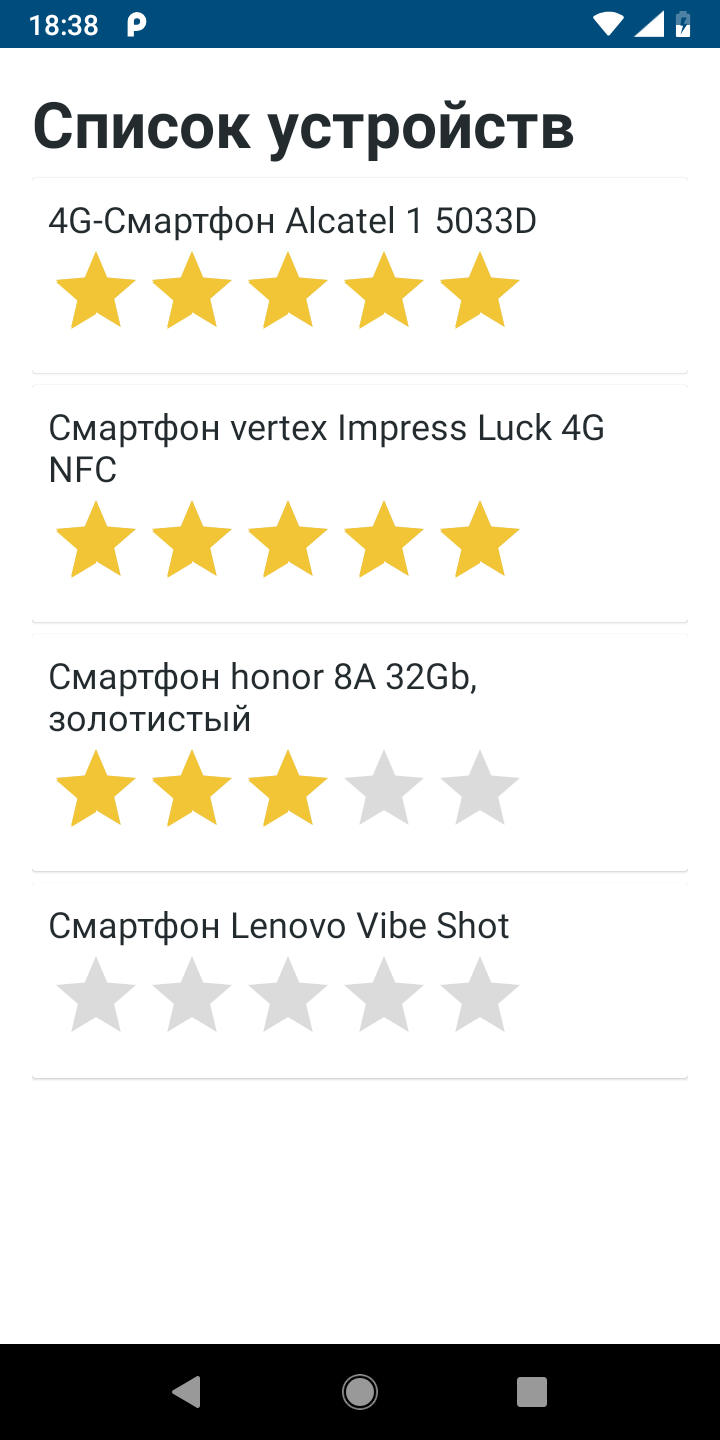 18:38
Список устройств
4G-Смартфон Alcatel 1 5033D
Смартфон vertex Impress Luck 4G
NFC
Смартфон honor 8A 32Gb,
золотистый
Смартфон Lenovo Vibe Shot